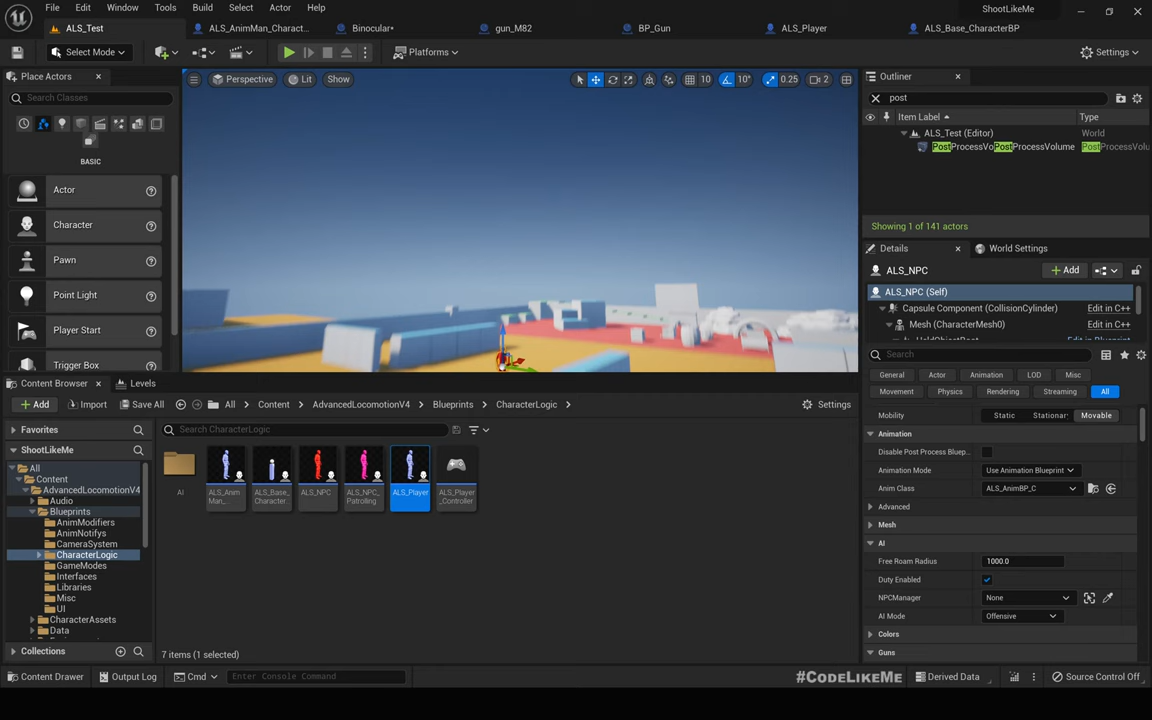 File Edit Window Tools Build Select Actor Help
ShootLikeMe
ALS_Test
ALS_AnimMan_Charact...
Binocular*
gun_M82
BP_Gun
ALS_Player
ALS_Base_CharacterBP
Select Mode
Platforms
Settings
Place Actors
Search Classes
BASIC
Actor
Character
Pawn
Point Light
Player Start
Trigger Box
Perspective
Lit
Show
10
10°
0.25
2
Outliner
post
Item Label
Type
ALS_Test (Editor)
World
PostProcessVoPostProcessVolume
PostProcessVolu
Showing 1 of 141 actors
Details
World Settings
ALS_NPC
Add
ALS_NPC (Self)
Capsule Component (CollisionCylinder)
Edit in C++
Mesh (CharacterMesh0)
Edit in C++
Search
General
Actor
Animation
LOD
Misc
Movement
Physics
Rendering
Streaming
All
Mobility
Static
Stationar
Movable
Animation
Disable Post Process Bluep...
Animation Mode
Use Animation Blueprint
Anim Class
ALS_AnimBP_C
Advanced
Mesh
AI
Free Roam Radius
1000.0
Duty Enabled
NPCManager
None
AI Mode
Offensive
Colors
Guns
Content Browser
Levels
Add
Import
Save All
All
Content
AdvancedLocomotionV4
Blueprints
CharacterLogic
Settings
Favorites
ShootLikeMe
All
Content
AdvancedLocomotionV4
Audio
Blueprints
AnimModifiers
AnimNotifys
CameraSystem
CharacterLogic
GameModes
Interfaces
Libraries
Misc
UI
CharacterAssets
Data
Collections
Search CharacterLogic
AI
ALS_Anim
Man_...
ALS_Base_
Character
ALS_NPC
ALS_NPC_
Patrolling
ALS_Player
ALS_Player
_Controller
7 items (1 selected)
Content Drawer
Output Log
Cmd
Enter Console Command
#CodeLikeMe
Derived Data
Source Control Off